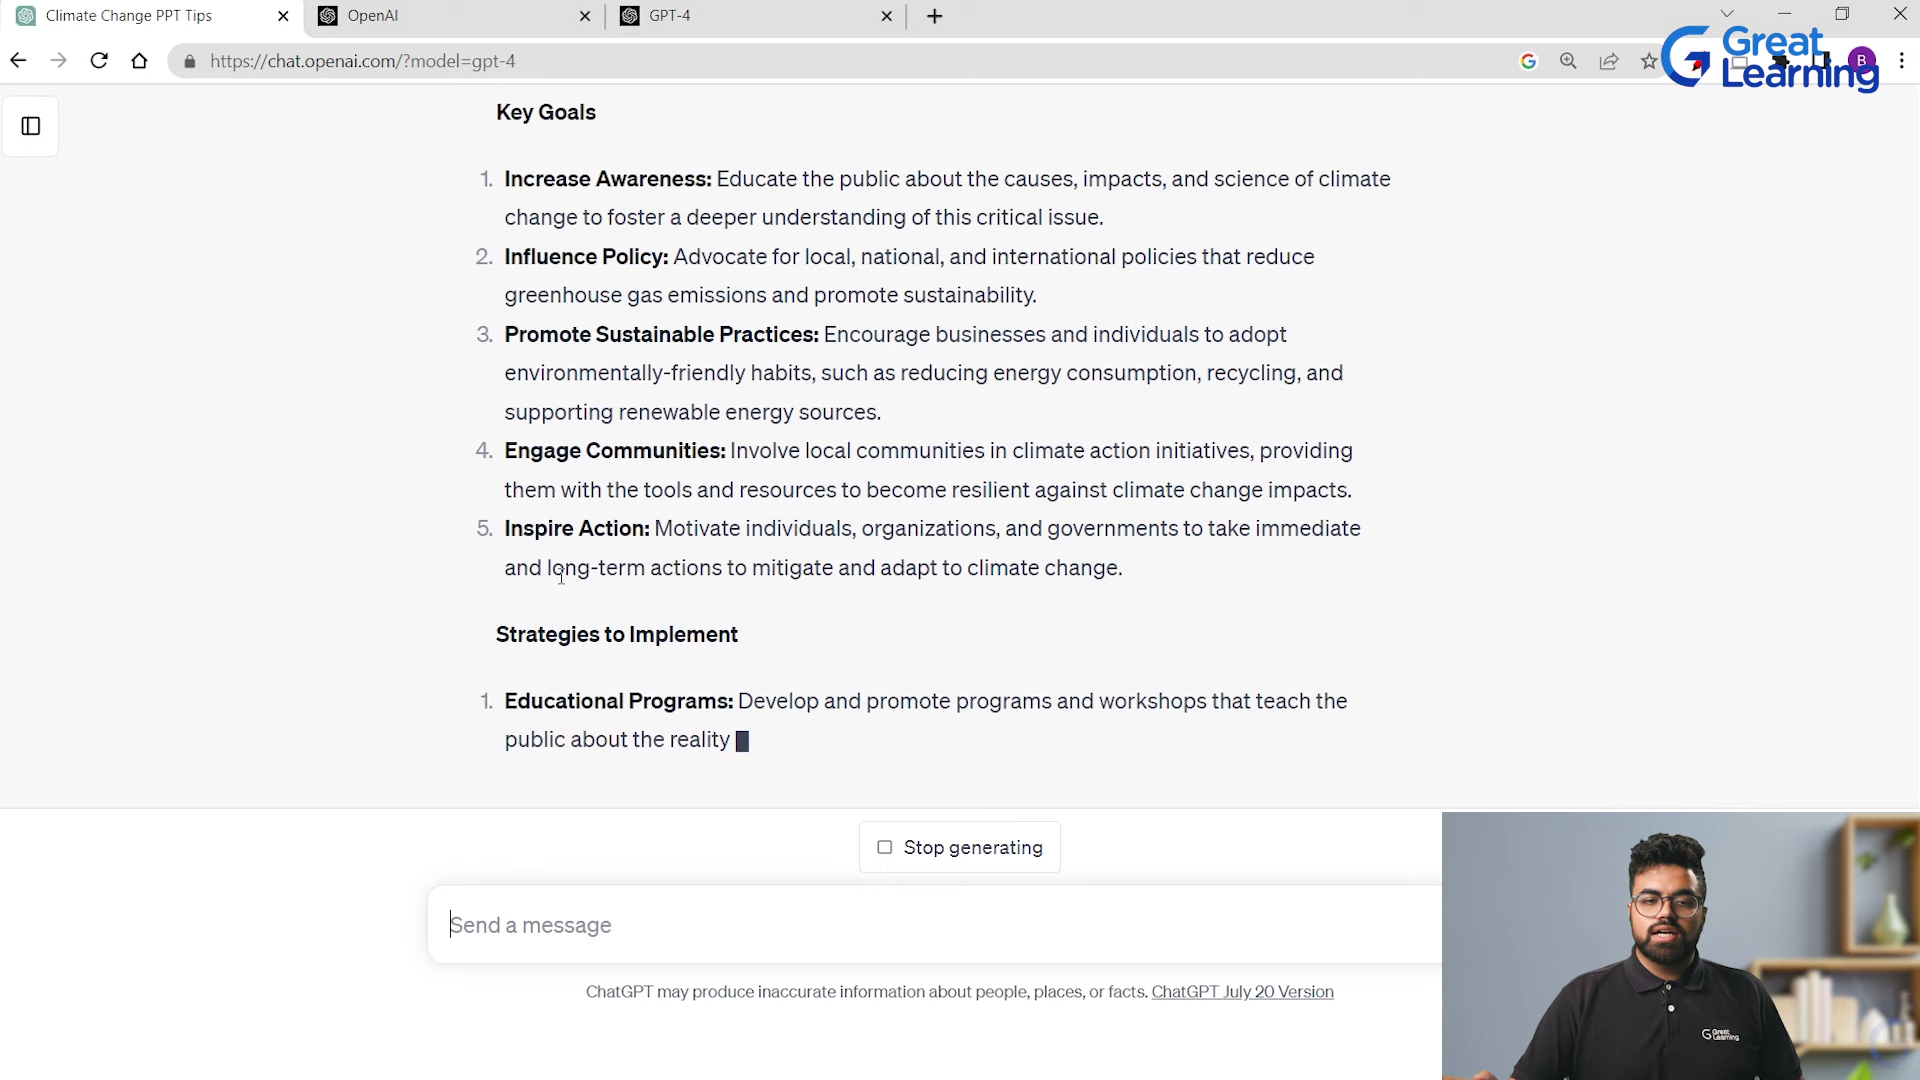 Climate Change PPT Tips
OpenAI
GPT-4
https://chat.openai.com/?model=gpt-4
B
Great
Learning
Key Goals
1. Increase Awareness: Educate the public about the causes, impacts, and science of climate
change to foster a deeper understanding of this critical issue.
2. Influence Policy: Advocate for local, national, and international policies that reduce
greenhouse gas emissions and promote sustainability.
3. Promote Sustainable Practices: Encourage businesses and individuals to adopt
environmentally-friendly habits, such as reducing energy consumption, recycling, and
supporting renewable energy sources.
4. Engage Communities: Involve local communities in climate action initiatives, providing
them with the tools and resources to become resilient against climate change impacts.
5. Inspire Action: Motivate individuals, organizations, and governments to take immediate
and long-term actions to mitigate and adapt to climate change.
Strategies to Implement
1. Educational Programs: Develop and promote programs and workshops that teach the
public about the reality
Stop generating
Send a message
ChatGPT may produce inaccurate information about people, places, or facts. ChatGPT July 20 Version
Great
Learning